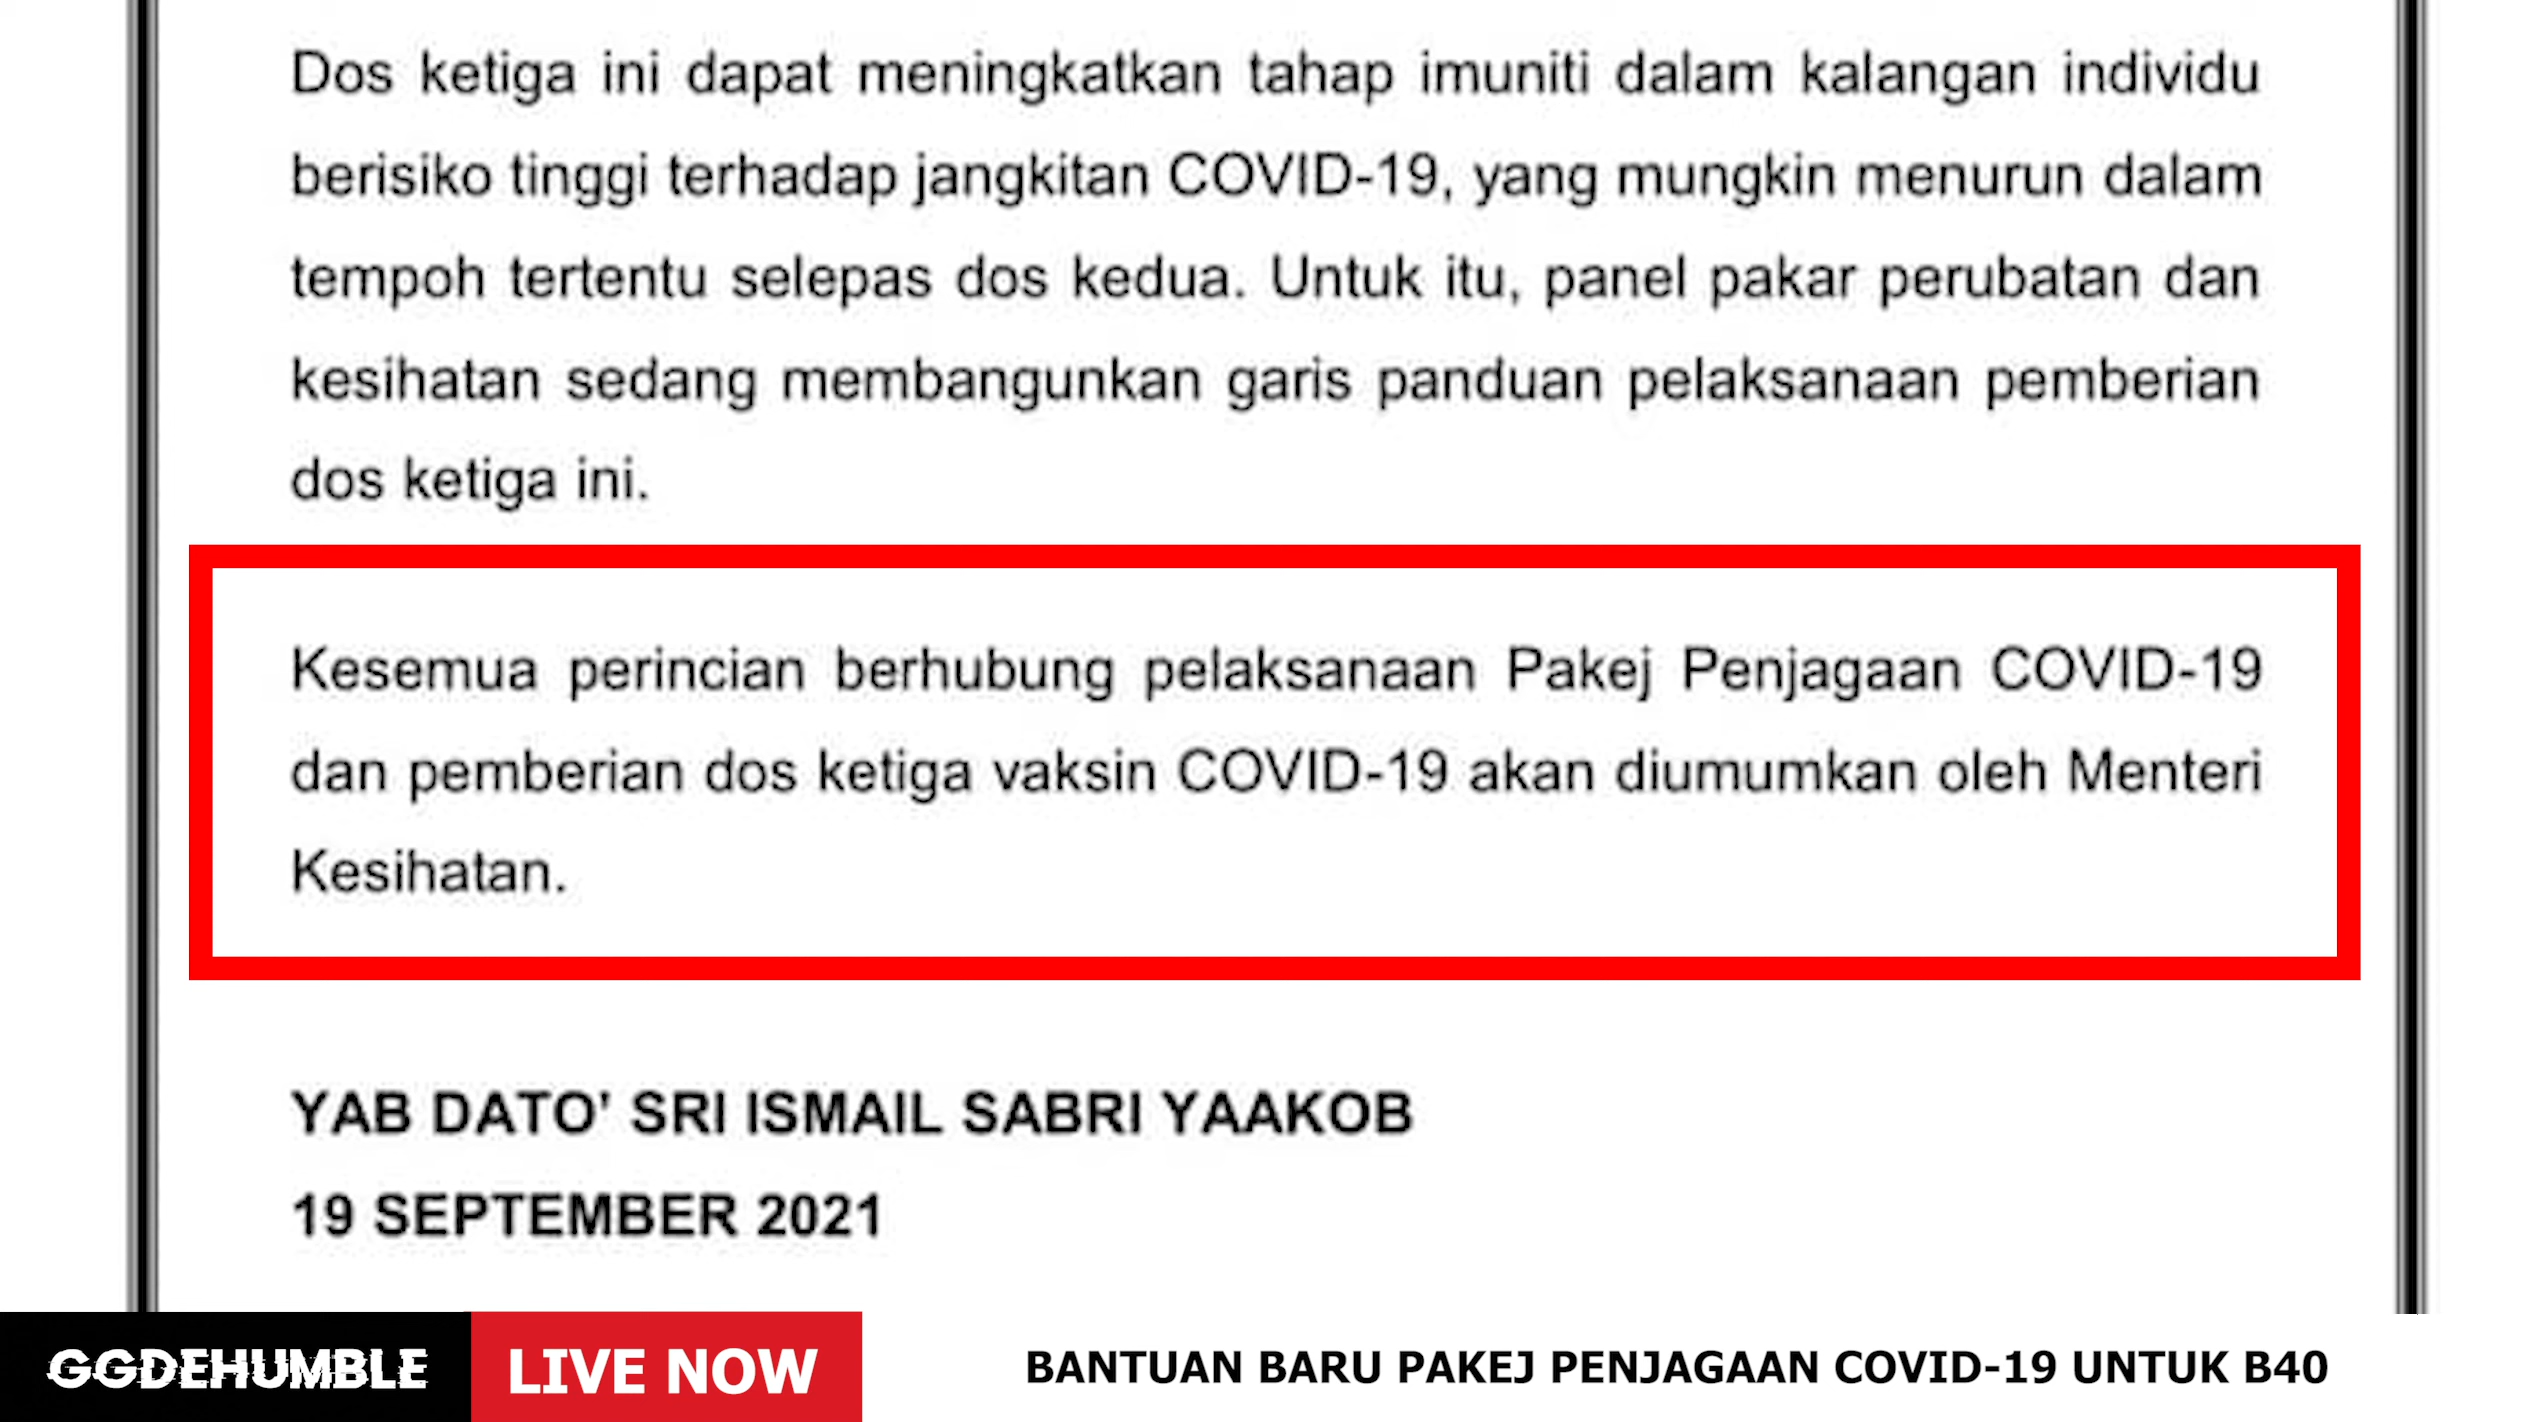 Dos ketiga ini dapat meningkatkan tahap imuniti dalam kalangan individu
berisiko tinggi terhadap jangkitan COVID-19, yang mungkin menurun dalam
tempoh tertentu selepas dos kedua. Untuk itu, panel pakar perubatan dan
kesihatan sedang membangunkan garis panduan pelaksanaan pemberian
dos ketiga ini.
Kesemua perincian berhubung pelaksanaan Pakej Penjagaan COVID-19
dan pemberian dos ketiga vaksin COVID-19 akan diumumkan oleh Menteri
Kesihatan.
YAB DATO' SRI ISMAIL SABRI YAAKOB
19 SEPTEMBER 2021
GGDEHUMBLE LIVE NOW BANTUAN BARU PAKEJ PENJAGAAN COVID-19 UNTUK B40